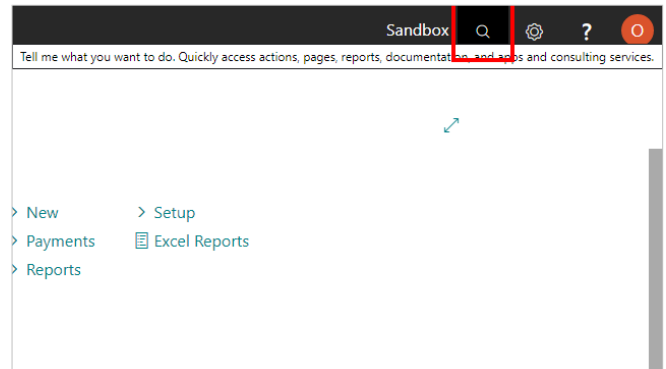 Sandbox ? O
Tell me what you want to do. Quickly access actions, pages, reports, documentation, and apps and consulting services.
> New > Setup
> Payments Excel Reports
> Reports